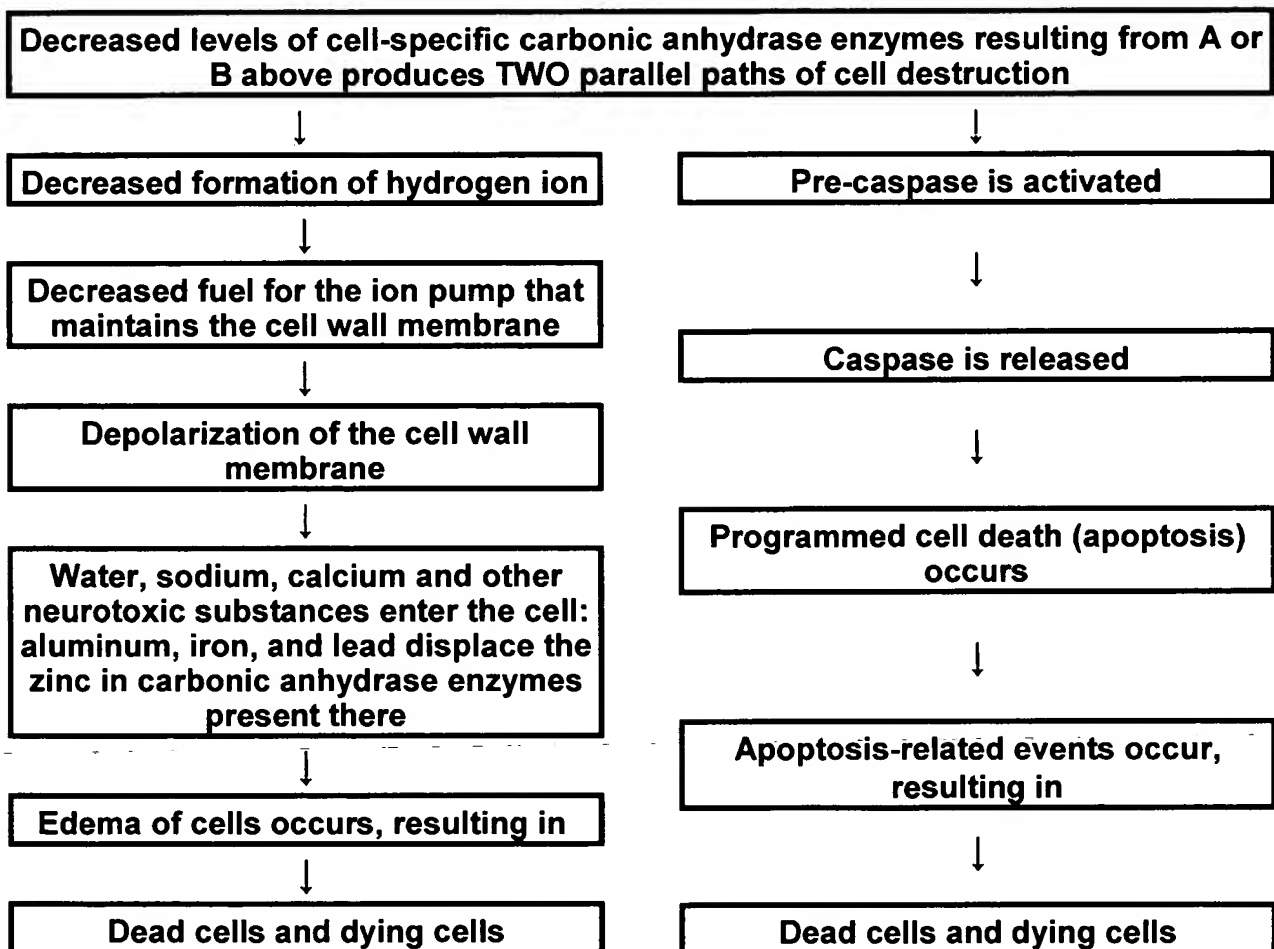 Decreased levels of cell-specific carbonic anhydrase enzymes resulting from A or
B above produces TWO parallel paths of cell destruction
↓
↓
Decreased formation of hydrogen ion
↓
Decreased fuel for the ion pump that
maintains the cell wall membrane
↓
Depolarization of the cell wall
membrane
↓
Water, sodium, calcium and other
neurotoxic substances enter the cell:
aluminum, iron, and lead displace the
zinc in carbonic anhydrase enzymes
present there
↓
Edema of cells occurs, resulting in
↓
Dead cells and dying cells
Pre-caspase is activated
↓
Caspase is released
↓
Programmed cell death (apoptosis)
occurs
↓
Apoptosis-related events occur,
resulting in
↓
Dead cells and dying cells